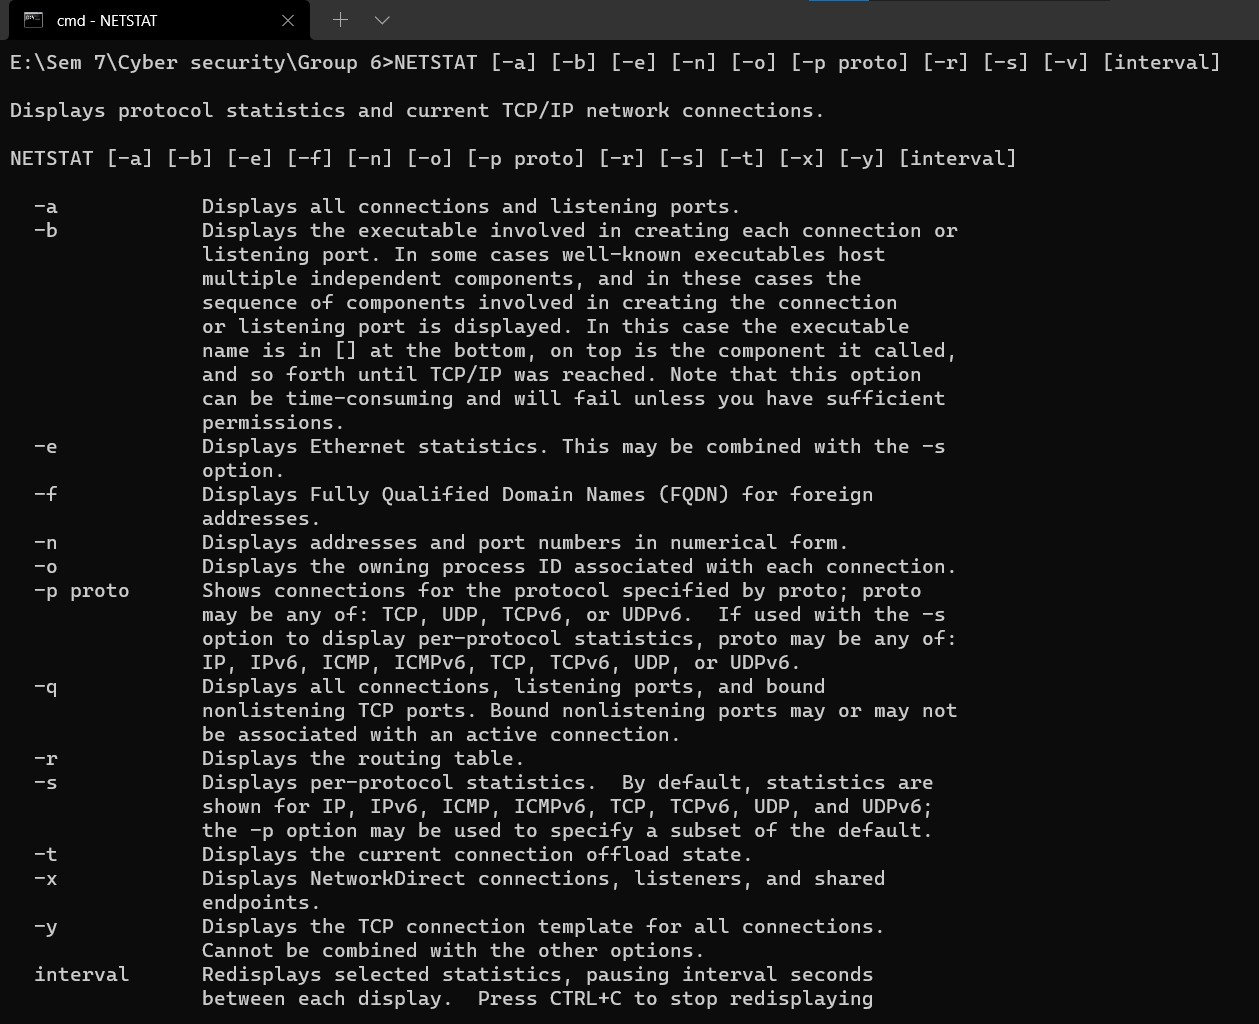 cmd - NETSTAT
E:\Sem 7\Cyber security\Group 6>NETSTAT [-a] [-b] [-e] [-n] [-o] [-p proto] [-r] [-s] [-v] [interval]
Displays protocol statistics and current TCP/IP network connections.
NETSTAT [-a] [-b] [-e] [-f] [-n] [-o] [-p proto] [-r] [-s] [-t] [-x] [-y] [interval]
-a Displays all connections and listening ports.
-b Displays the executable involved in creating each connection or
listening port. In some cases well-known executables host
multiple independent components, and in these cases the
sequence of components involved in creating the connection
or listening port is displayed. In this case the executable
name is in [] at the bottom, on top is the component it called,
and so forth until TCP/IP was reached. Note that this option
can be time-consuming and will fail unless you have sufficient
permissions.
-e Displays Ethernet statistics. This may be combined with the -s
option.
-f Displays Fully Qualified Domain Names (FQDN) for foreign
addresses.
-n Displays addresses and port numbers in numerical form.
-o Displays the owning process ID associated with each connection.
-p proto Shows connections for the protocol specified by proto; proto
may be any of: TCP, UDP, TCPv6, or UDPv6.  If used with the -s
option to display per-protocol statistics, proto may be any of:
IP, IPv6, ICMP, ICMPv6, TCP, TCPv6, UDP, or UDPv6.
-q Displays all connections, listening ports, and bound
nonlistening TCP ports. Bound nonlistening ports may or may not
be associated with an active connection.
-r Displays the routing table.
-s Displays per-protocol statistics.  By default, statistics are
shown for IP, IPv6, ICMP, ICMPv6, TCP, TCPv6, UDP, and UDPv6;
the -p option may be used to specify a subset of the default.
-t Displays the current connection offload state.
-x Displays NetworkDirect connections, listeners, and shared
endpoints.
-y Displays the TCP connection template for all connections.
Cannot be combined with the other options.
interval Redisplays selected statistics, pausing interval seconds
between each display.  Press CTRL+C to stop redisplaying